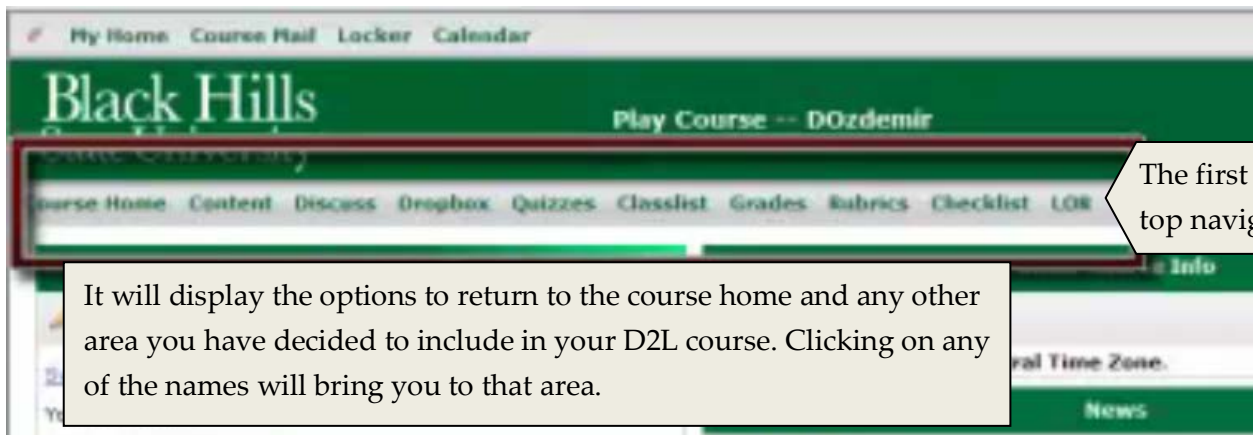 My Home Course Mail Locker Calendar
Black Hills
State University
Play Course -- DOzdemir
The first
top navig
Course Home Content Discuss Dropbox Quizzes Classlist Grades Rubrics Checklist LOR
Info
It will display the options to return to the course home and any other
area you have decided to include in your D2L course. Clicking on any
of the names will bring you to that area.
ral Time Zone.
News